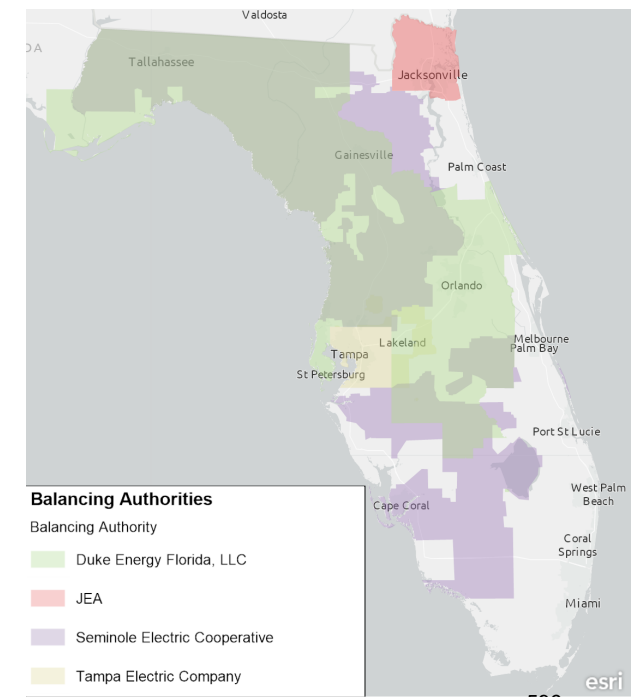 Valdosta
DA
Tallahassee
Jacksonville
Gainesville
Palm Coast
Orlando
Lakeland
Melbourne
Palm Bay
Tampa
St Petersburg
Port St Lucie
Cape Coral
West Palm
Beach
Coral
Springs
Miami
Balancing Authorities
Balancing Authority
Duke Energy Florida, LLC
JEA
Seminole Electric Cooperative
Tampa Electric Company
esri